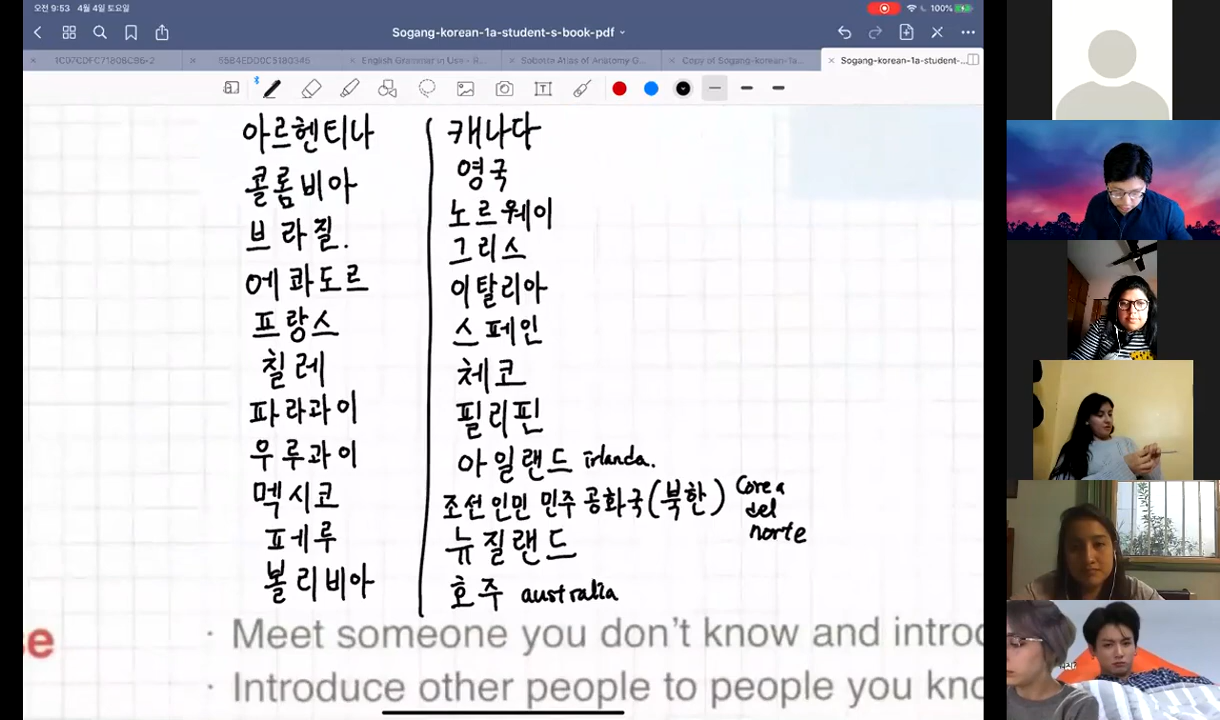 오전 9:53 4월 4일 토요일
100%
Sogang-korean-1a-student-s-book-pdf
English Grammar in Use - R...
Sobotta Atlas of Anatomy G...
Copy of Sogang-korean-1a...
Sogang-korean-1a-student-...
아르헨티나
콜롬비아
브라질.
에콰도르
프랑스
칠레
파라과이
우루과이
멕시코
페루
볼리비아
캐나다
영국
노르웨이
그리스
이탈리아
스페인
체코
필리핀
아일랜드 irlanda.
조선 인민 민주 공화국(북한) Corea del norte
뉴질랜드
호주 australia
se
· Meet someone you don't know and introd
· Introduce other people to people you kno